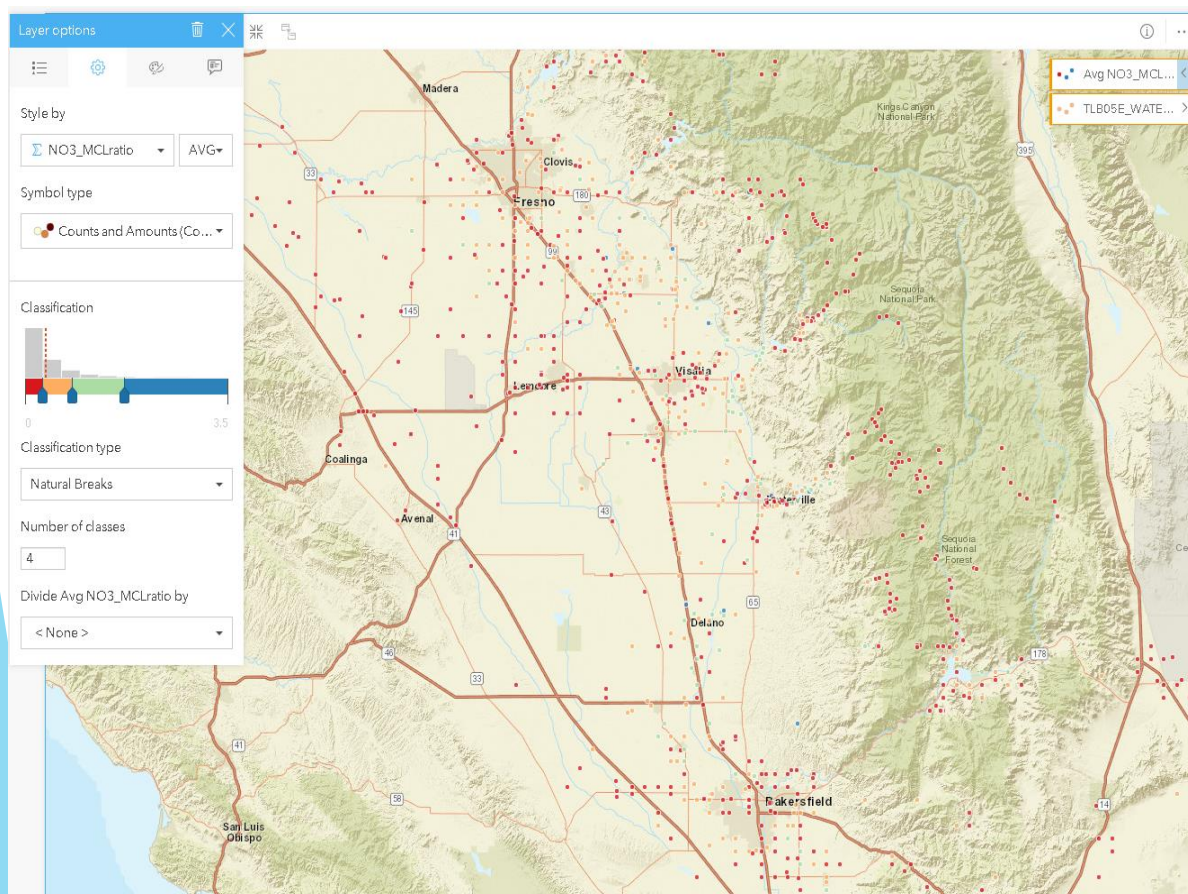 Layer options
Style by
Σ NO3_MCLratio
AVG
Symbol type
Counts and Amounts (Co...
Classification
0
3.5
Classification type
Natural Breaks
Number of classes
4
Divide Avg NO3_MCLratio by
< None >
Avg NO3_MCL...
TLB05E_WATE...
Madera
Kings Canyon
National Park
395
Clovis
33
180
Fresno
99
Sequoia
National Park
145
Visalia
Lemoore
Coalinga
43
Avenal
41
Sequoia
National
Forest
65
Delano
46
178
33
41
58
Bakersfield
14
San Luis
Obispo